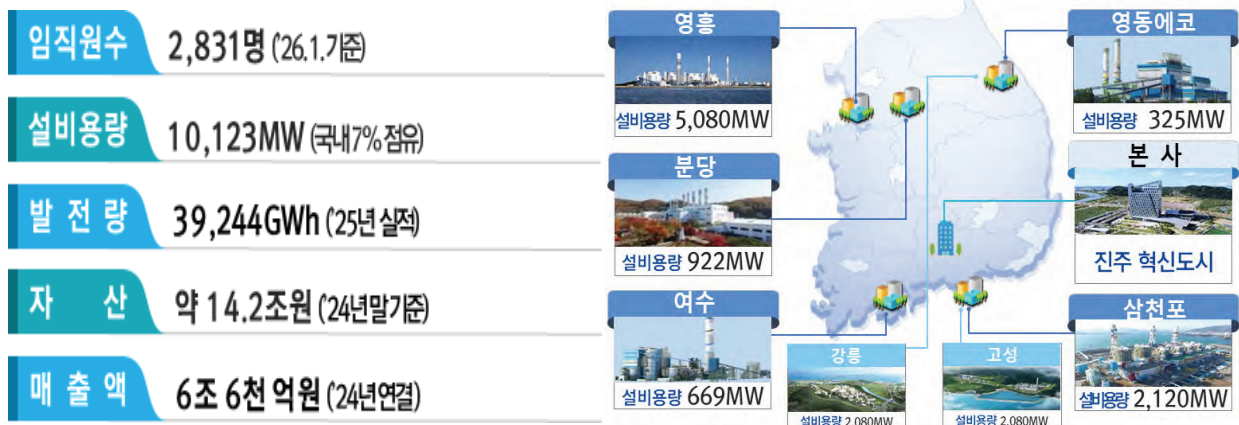 임직원수 2,831명 ('26.1.기준)
설비용량 10,123MW (국내7% 점유)
발 전 량 39,244GWh ('25년 실적)
자 산 약 14.2조원 ('24년말기준)
매 출 액 6조 6천 억원 ('24년연결)
영흥
설비용량 5,080MW
분당
설비용량 922MW
여수
설비용량 669MW
강릉
설비용량 2,080MW
고성
설비용량 2,080MW
영동에코
설비용량 325MW
본 사
진주 혁신도시
삼천포
설비용량 2,120MW